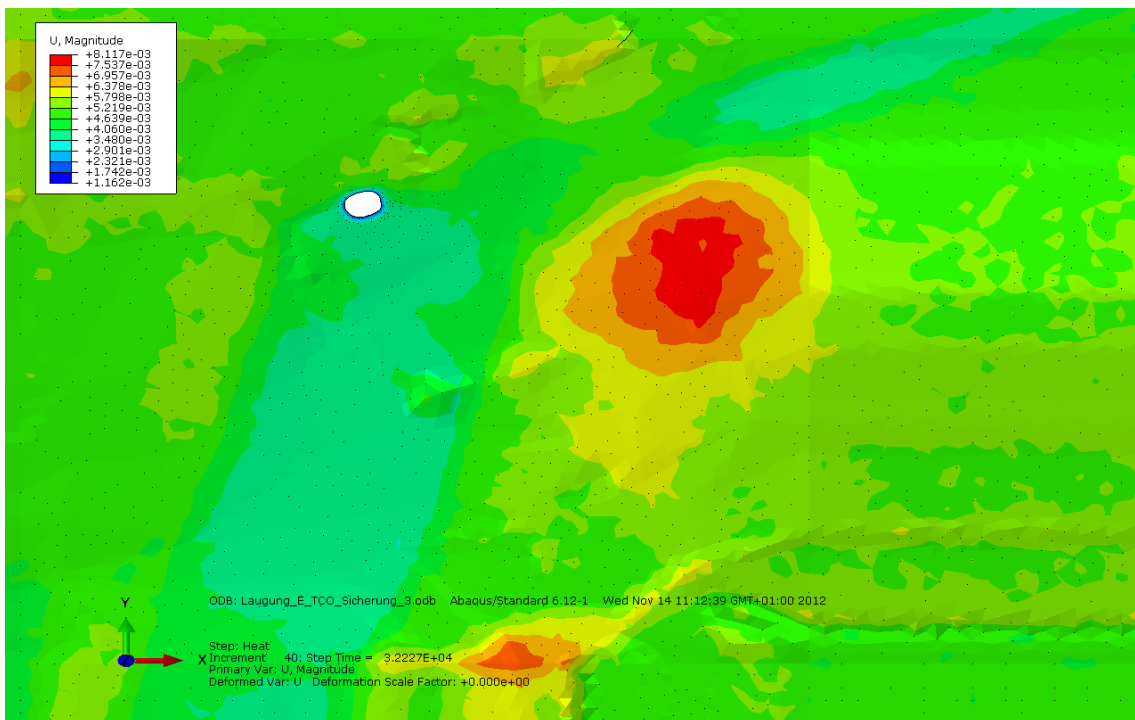 U, Magnitude
+8.117e-03
+7.537e-03
+6.957e-03
+6.378e-03
+5.798e-03
+5.219e-03
+4.639e-03
+4.060e-03
+3.480e-03
+2.901e-03
+2.321e-03
+1.742e-03
+1.162e-03
Y
X
ODB: Laugung_E_TCO_Sicherung_3.odb Abaqus/Standard 6.12-1 Wed Nov 14 11:12:39 GMT+01:00 2012
Step: Heat
Increment 40: Step Time = 3.2227E+04
Primary Var: U, Magnitude
Deformed Var: U Deformation Scale Factor: +0.000e+00